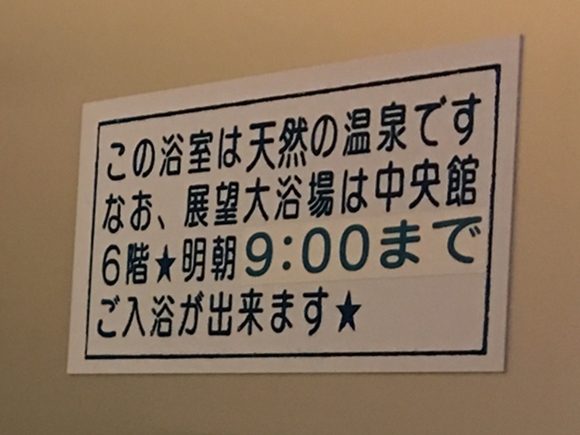 この浴室は天然の温泉です
なお、展望大浴場は中央館
6階★明朝9:00まで
ご入浴が出来ます★